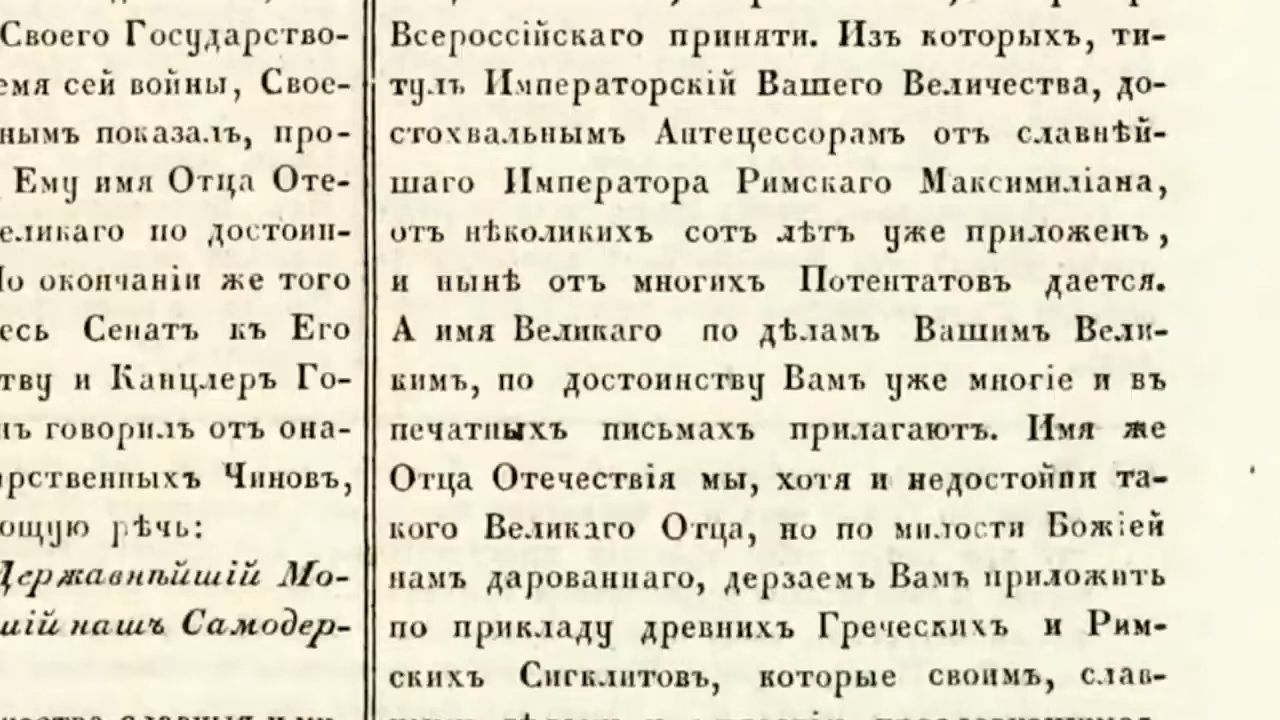 Своего Государство-
емя сей войны, Свое-
нымъ показалъ, про-
Ему имя Отца Оте-
еликаго по достоин-
По окончаніи же того
есь Сенатъ къ Его
тву и Канцлеръ Го-
нъ говорилъ отъ она-
рственныхъ Чиновъ,
ющую рѣчь:
Державнѣйшій Мо-
шій нашъ Самодер-
Всероссійскаго приняти. Изъ которыхъ, ти-
тулъ Императорскій Вашего Величества, до-
стохвальнымъ Антецессорамъ отъ славнѣй-
шаго Императора Римскаго Максимиліана,
отъ нѣколикихъ сотъ лѣтъ уже приложенъ,
и нынѣ отъ многихъ Потентатовъ дается.
А имя Великаго по дѣламъ Вашимъ Вели-
кимъ, по достоинству Вамъ уже многіе и въ
печатныхъ письмахъ прилагаютъ. Имя же
Отца Отечествія мы, хотя и недостойни та-
кого Великаго Отца, но по милости Божіей
намъ дарованнаго, дерзаемъ Вамъ приложить
по прикладу древнихъ Греческихъ и Рим-
скихъ Сигклитовъ, которые своимъ, слав-